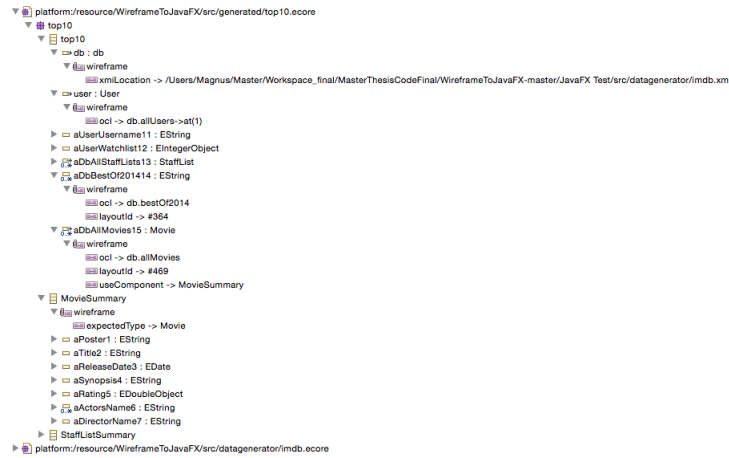 platform:/resource/WireframeToJavaFX/src/generated/top10.ecore
top10
top10
db : db
wireframe
xmiLocation -> /Users/Magnus/Master/Workspace_final/MasterThesisCodeFinal/WireframeToJavaFX-master/JavaFX Test/src/datagenerator/imdb.xm
user : User
wireframe
ocl -> db.allUsers->at(1)
aUserUsername11 : EString
aUserWatchlist12 : EIntegerObject
aDbAllStaffLists13 : StaffList
aDbBestOf201414 : EString
wireframe
ocl -> db.bestOf2014
layoutId -> #364
aDbAllMovies15 : Movie
wireframe
ocl -> db.allMovies
layoutId -> #469
useComponent -> MovieSummary
MovieSummary
wireframe
expectedType -> Movie
aPoster1 : EString
aTitle2 : EString
aReleaseDate3 : EDate
aSynopsis4 : EString
aRating5 : EDoubleObject
aActorsName6 : EString
aDirectorName7 : EString
StaffListSummary
platform:/resource/WireframeToJavaFX/src/datagenerator/imdb.ecore